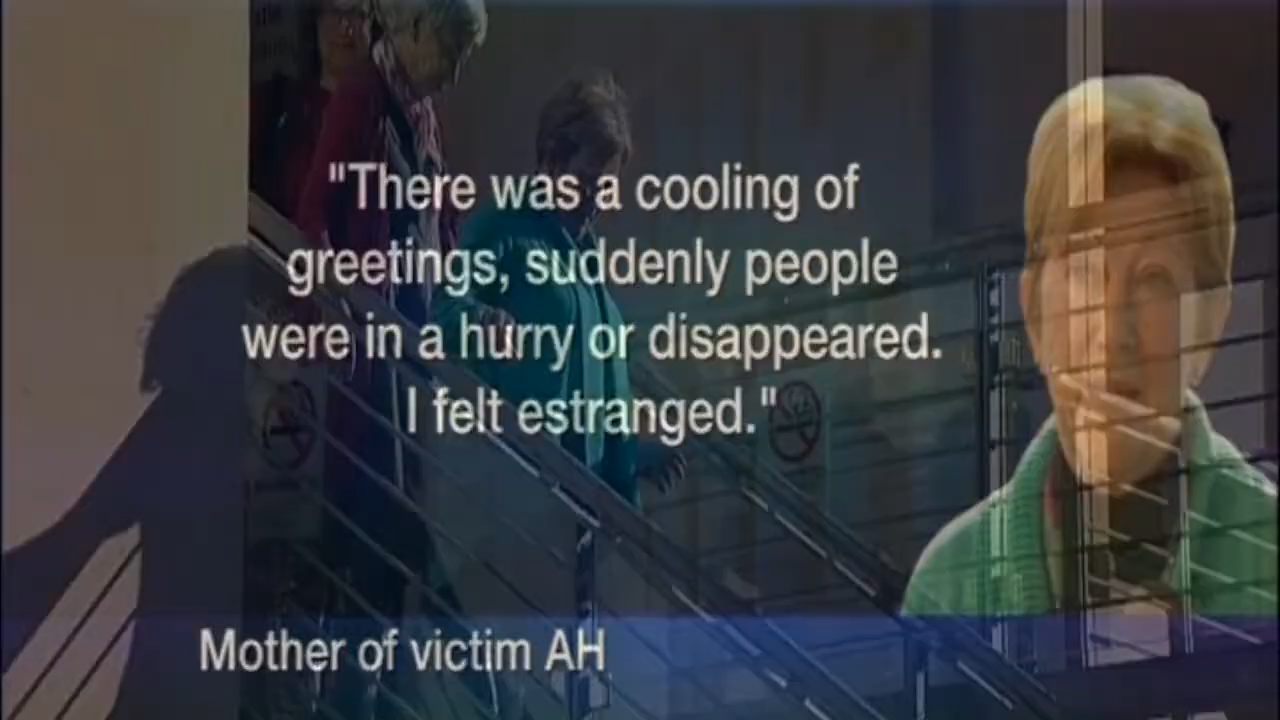 "There was a cooling of
greetings, suddenly people
were in a hurry or disappeared.
I felt estranged."
Mother of victim AH